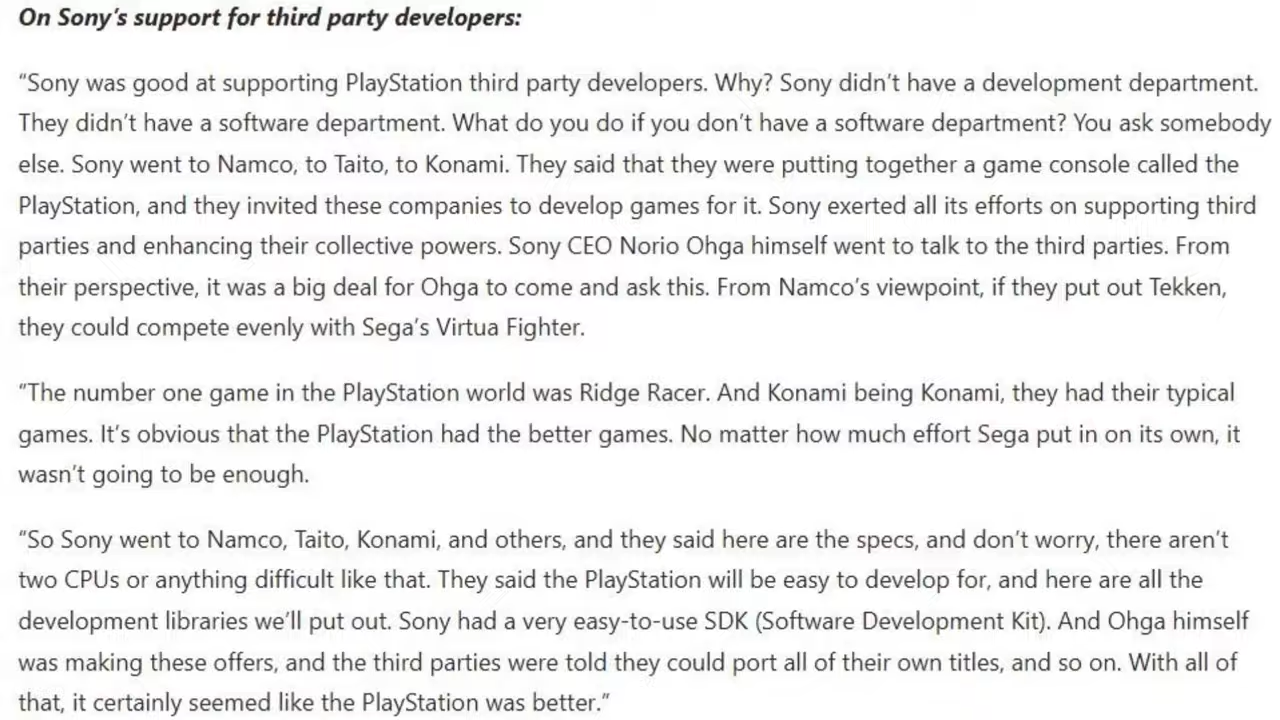 On Sony’s support for third party developers:
“Sony was good at supporting PlayStation third party developers. Why? Sony didn’t have a development department.
They didn’t have a software department. What do you do if you don’t have a software department? You ask somebody
else. Sony went to Namco, to Taito, to Konami. They said that they were putting together a game console called the
PlayStation, and they invited these companies to develop games for it. Sony exerted all its efforts on supporting third
parties and enhancing their collective powers. Sony CEO Norio Ohga himself went to talk to the third parties. From
their perspective, it was a big deal for Ohga to come and ask this. From Namco’s viewpoint, if they put out Tekken,
they could compete evenly with Sega’s Virtua Fighter.
“The number one game in the PlayStation world was Ridge Racer. And Konami being Konami, they had their typical
games. It’s obvious that the PlayStation had the better games. No matter how much effort Sega put in on its own, it
wasn’t going to be enough.
“So Sony went to Namco, Taito, Konami, and others, and they said here are the specs, and don’t worry, there aren’t
two CPUs or anything difficult like that. They said the PlayStation will be easy to develop for, and here are all the
development libraries we’ll put out. Sony had a very easy-to-use SDK (Software Development Kit). And Ohga himself
was making these offers, and the third parties were told they could port all of their own titles, and so on. With all of
that, it certainly seemed like the PlayStation was better.”